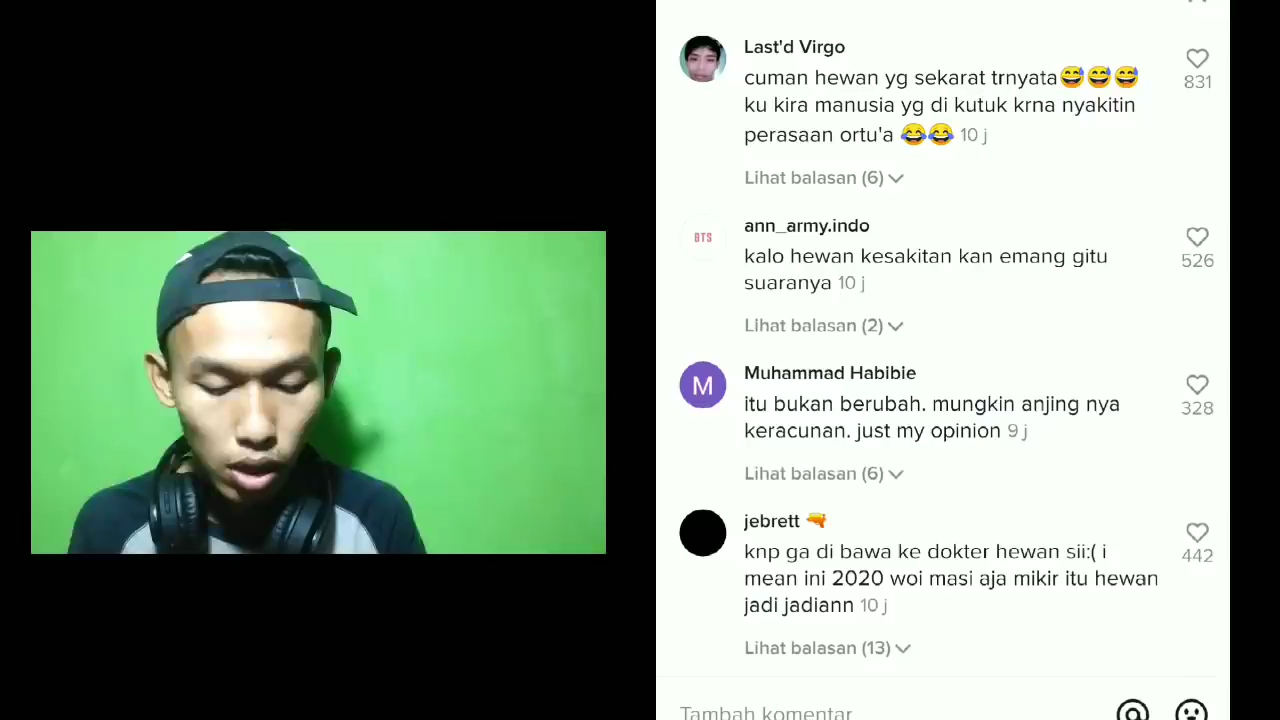 Last'd Virgo
cuman hewan yg sekarat trnyata😅😅😅
ku kira manusia yg di kutuk krna nyakitin
perasaan ortu'a 😂😂 10 j
831
Lihat balasan (6)
BTS
ann_army.indo
kalo hewan kesakitan kan emang gitu
suaranya 10 j
526
Lihat balasan (2)
M
Muhammad Habibie
itu bukan berubah. mungkin anjing nya
keracunan. just my opinion 9 j
328
Lihat balasan (6)
jebrett 🔫
knp ga di bawa ke dokter hewan sii:( i
mean ini 2020 woi masi aja mikir itu hewan
jadi jadiann 10 j
442
Lihat balasan (13)
Tambah komentar
@